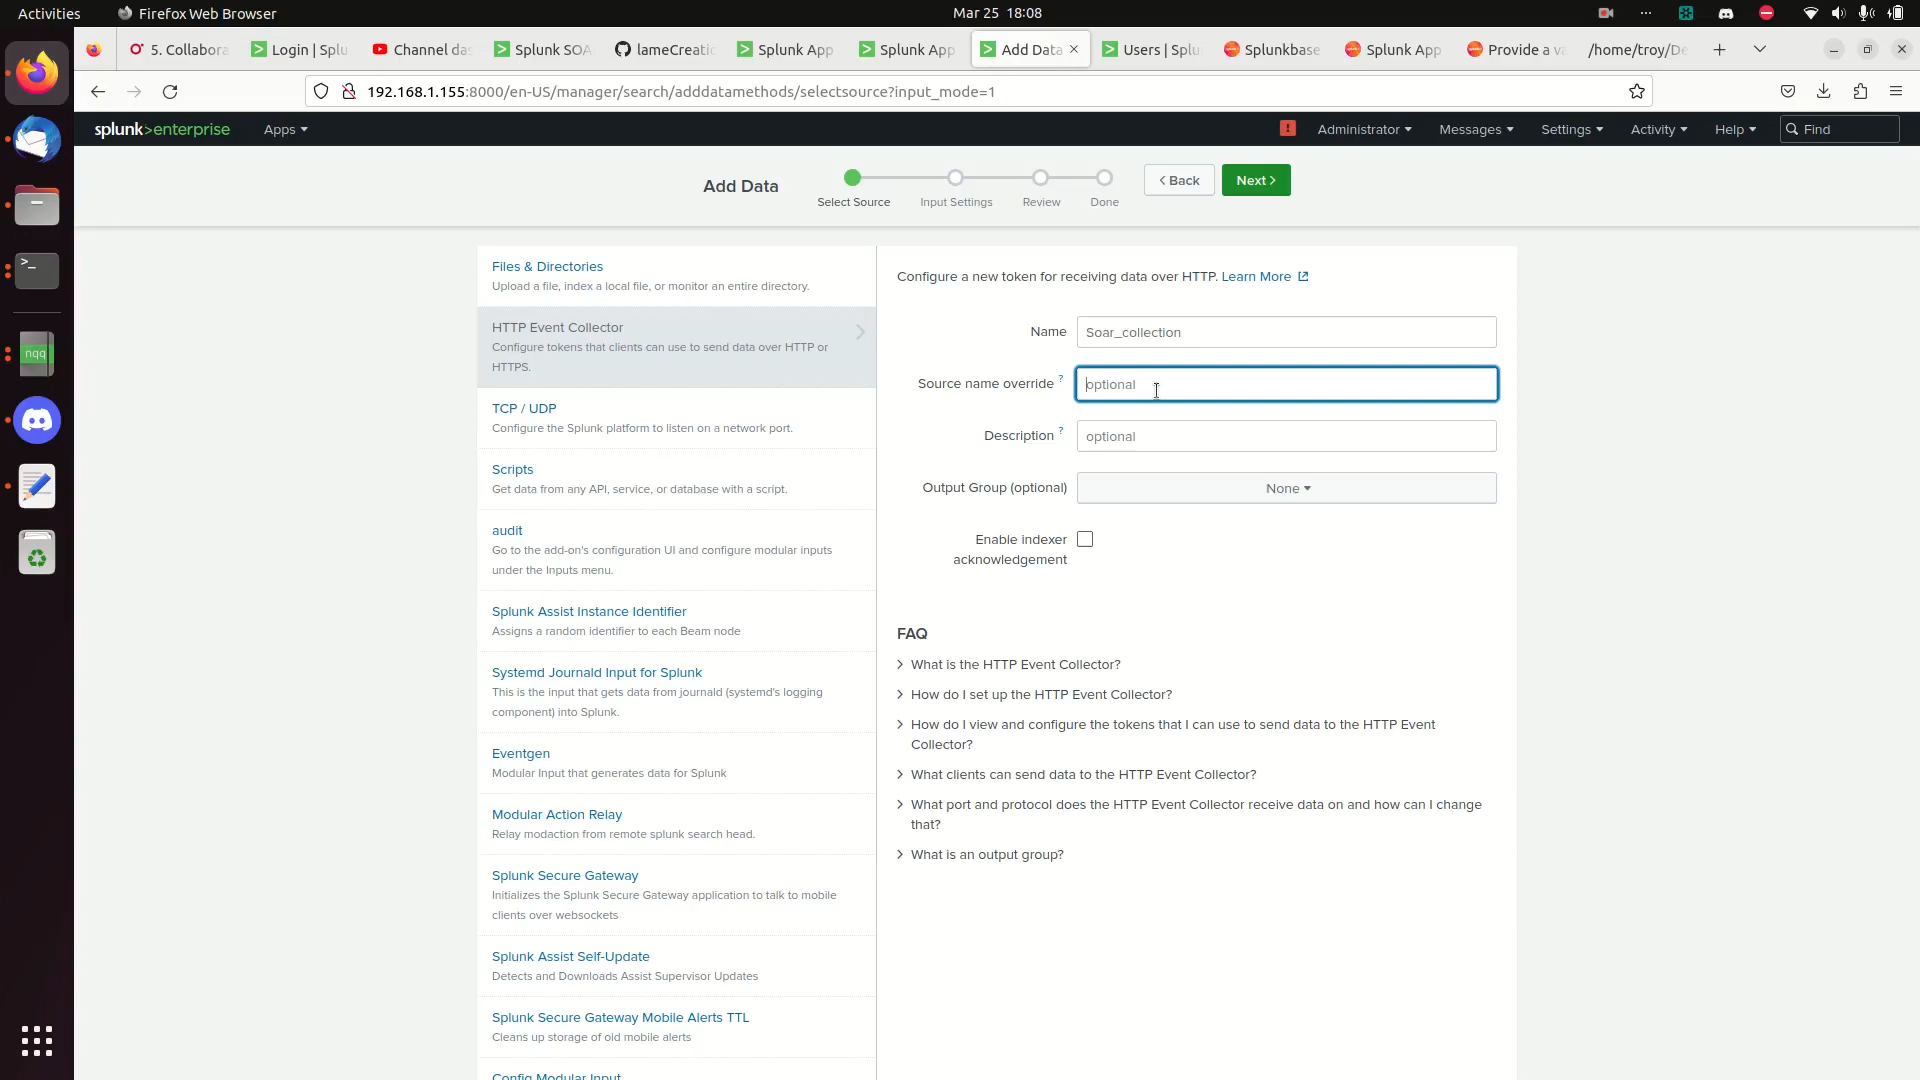 Activities
Firefox Web Browser
Mar 25 18:08
5. Collabora
Login | Splu
Channel das
Splunk SOA
lameCreatio
Splunk App
Splunk App
Add Data
Users | Splu
Splunkbase
Splunk App
Provide a va
/home/troy/De
192.168.1.155:8000/en-US/manager/search/adddatamethods/selectsource?input_mode=1
splunk>enterprise
Apps
Administrator
Messages
Settings
Activity
Help
Find
Add Data
Select Source
Input Settings
Review
Done
< Back
Next >
Files & Directories
Upload a file, index a local file, or monitor an entire directory.
HTTP Event Collector
Configure tokens that clients can use to send data over HTTP or
HTTPS.
TCP / UDP
Configure the Splunk platform to listen on a network port.
Scripts
Get data from any API, service, or database with a script.
audit
Go to the add-on's configuration UI and configure modular inputs
under the Inputs menu.
Splunk Assist Instance Identifier
Assigns a random identifier to each Beam node
Systemd Journald Input for Splunk
This is the input that gets data from journald (systemd's logging
component) into Splunk.
Eventgen
Modular Input that generates data for Splunk
Modular Action Relay
Relay modaction from remote splunk search head.
Splunk Secure Gateway
Initializes the Splunk Secure Gateway application to talk to mobile
clients over websockets
Splunk Assist Self-Update
Detects and Downloads Assist Supervisor Updates
Splunk Secure Gateway Mobile Alerts TTL
Cleans up storage of old mobile alerts
Config Modular Input
Configure a new token for receiving data over HTTP. Learn More
Name
Soar_collection
Source name override ?
optional
Description ?
optional
Output Group (optional)
None
Enable indexer
acknowledgement
FAQ
> What is the HTTP Event Collector?
> How do I set up the HTTP Event Collector?
> How do I view and configure the tokens that I can use to send data to the HTTP Event
Collector?
> What clients can send data to the HTTP Event Collector?
> What port and protocol does the HTTP Event Collector receive data on and how can I change
that?
> What is an output group?
nqq